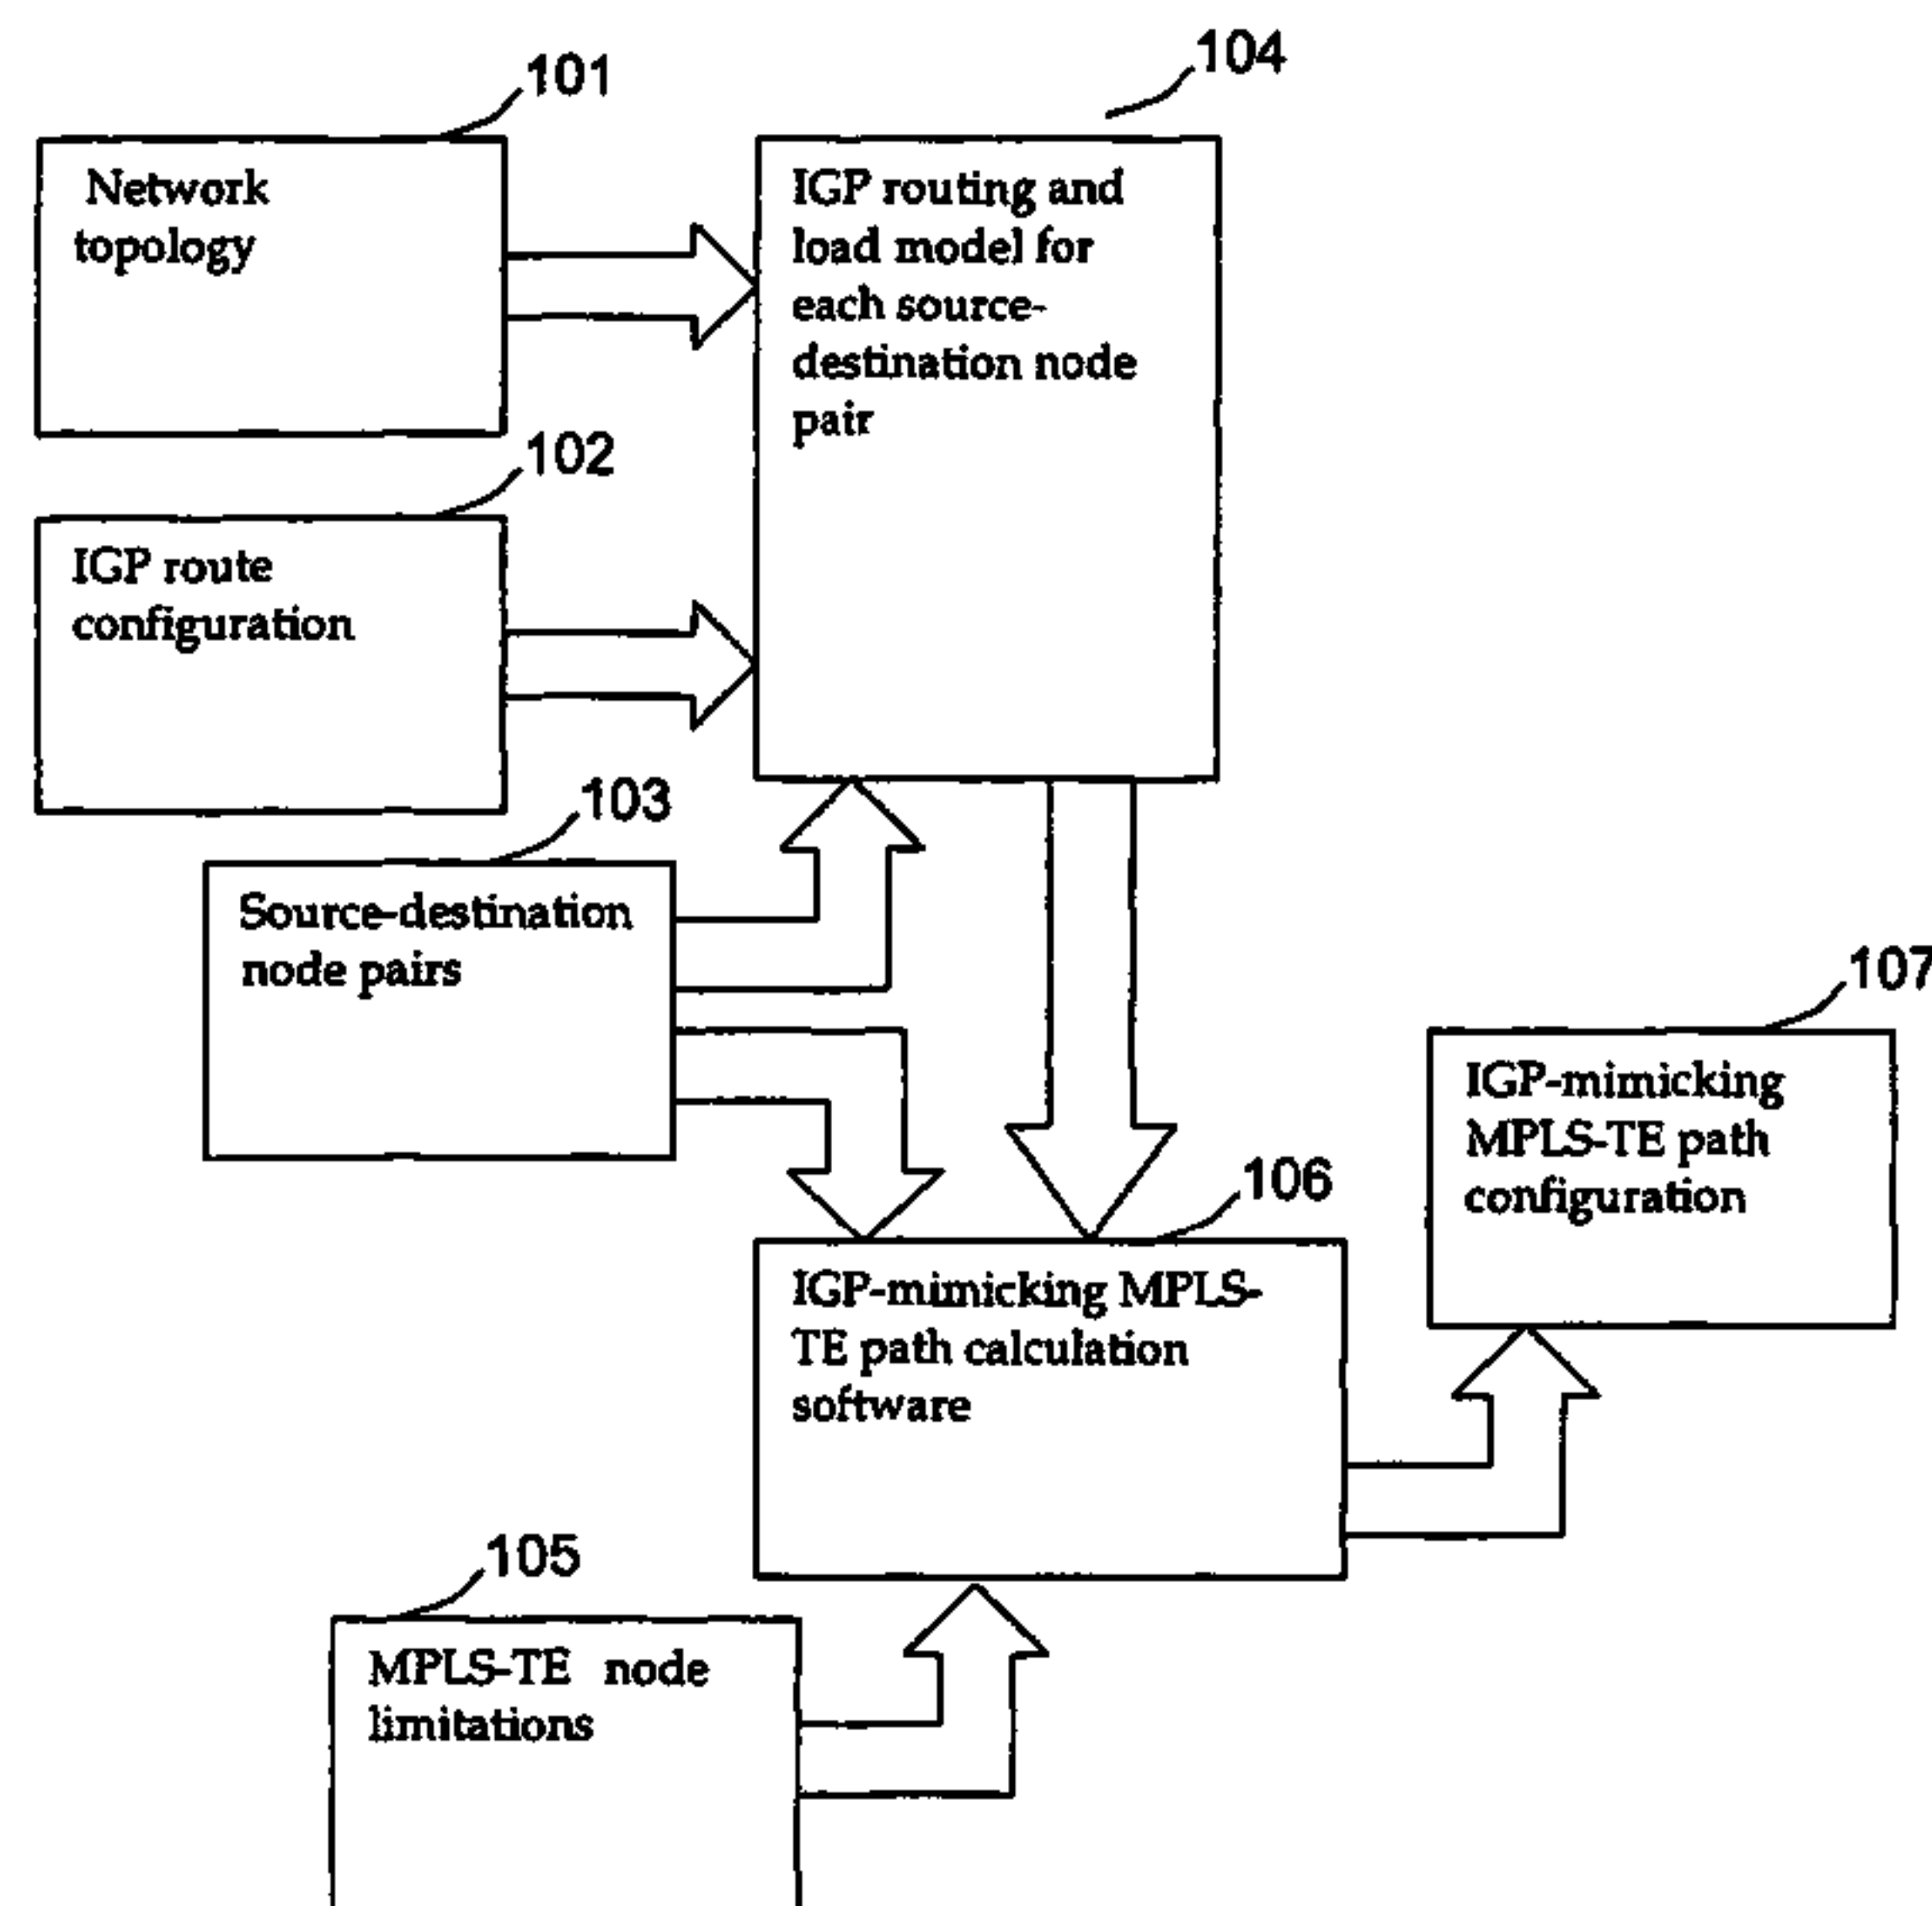 101
Network
topology
104
IGP routing and
load model for
each source-
destination node
pair
102
IGP route
configuration
103
Source-destination
node pairs
107
IGP-mimicking
MPLS-TE path
configuration
106
IGP-mimicking MPLS-
TE path calculation
software
105
MPLS-TE node
limitations